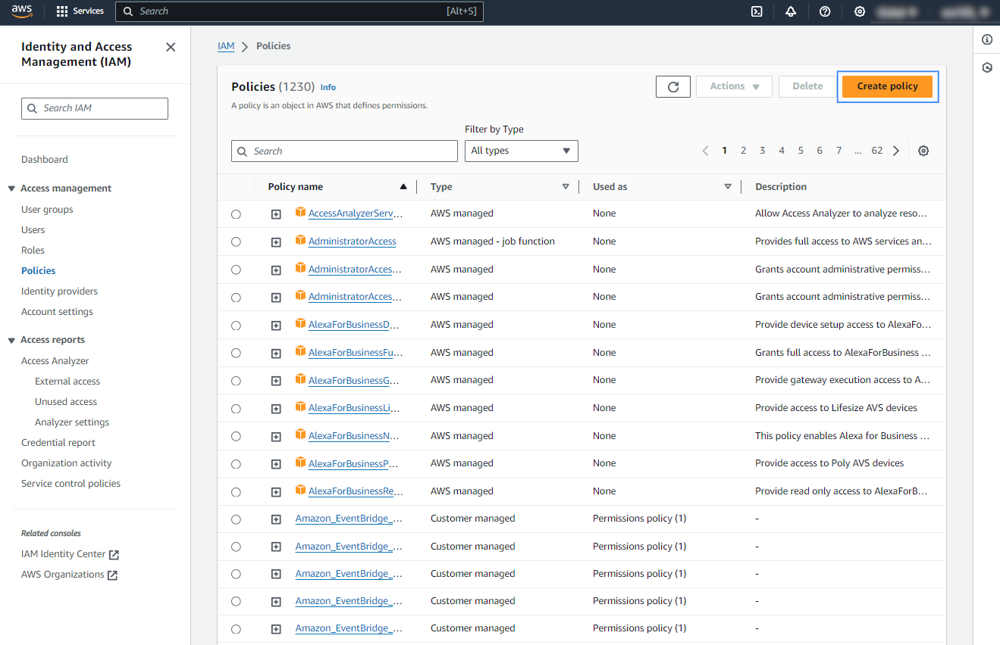 aws
Services
Search
[Alt+S]
Identity and Access
Management (IAM)
Search IAM
Dashboard
Access management
User groups
Users
Roles
Policies
Identity providers
Account settings
Access reports
Access Analyzer
External access
Unused access
Analyzer settings
Credential report
Organization activity
Service control policies
Related consoles
IAM Identity Center
AWS Organizations
IAM > Policies
Policies (1230) Info
A policy is an object in AWS that defines permissions.
Actions
Delete
Create policy
Filter by Type
Search
All types
1 2 3 4 5 6 7 ... 62
Policy name Type Used as Description
AccessAnalyzerServ... AWS managed None Allow Access Analyzer to analyze reso...
AdministratorAccess AWS managed - job function None Provides full access to AWS services an...
AdministratorAcces... AWS managed None Grants account administrative permiss...
AdministratorAcces... AWS managed None Grants account administrative permiss...
AlexaForBusinessD... AWS managed None Provide device setup access to AlexaFo...
AlexaForBusinessFu... AWS managed None Grants full access to AlexaForBusiness ...
AlexaForBusinessG... AWS managed None Provide gateway execution access to A...
AlexaForBusinessLi... AWS managed None Provide access to Lifesize AVS devices
AlexaForBusinessN... AWS managed None This policy enables Alexa for Business ...
AlexaForBusinessP... AWS managed None Provide access to Poly AVS devices
AlexaForBusinessRe... AWS managed None Provide read only access to AlexaForB...
Amazon_EventBridge_... Customer managed Permissions policy (1) -
Amazon_EventBridge_... Customer managed Permissions policy (1) -
Amazon_EventBridge_... Customer managed Permissions policy (1) -
Amazon_EventBridge_... Customer managed Permissions policy (1) -
Amazon_EventBridge_... Customer managed Permissions policy (1) -